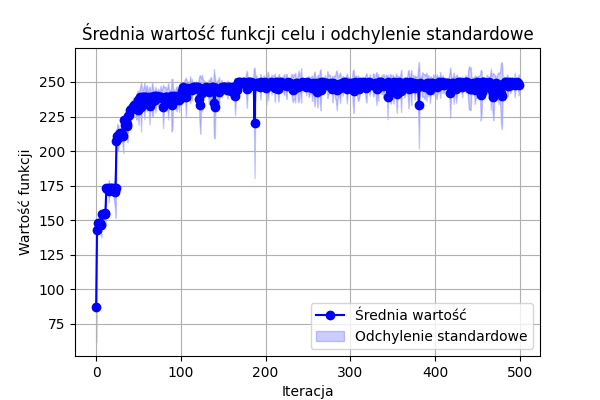 Średnia wartość funkcji celu i odchylenie standardowe
Wartość funkcji
250
225
200
175
150
125
100
75
0 100 200 300 400 500
Iteracja
Średnia wartość
Odchylenie standardowe